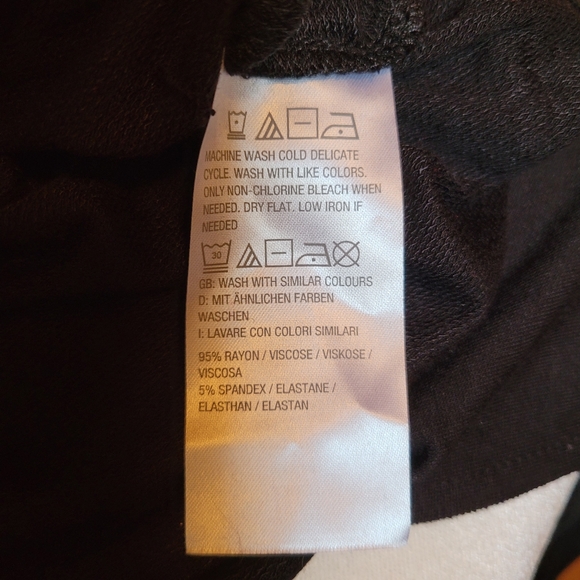 MACHINE WASH COLD DELICATE
CYCLE. WASH WITH LIKE COLORS.
ONLY NON-CHLORINE BLEACH WHEN
NEEDED. DRY FLAT. LOW IRON IF
NEEDED
30
GB: WASH WITH SIMILAR COLOURS
D: MIT ÄHNLICHEN FARBEN
WASCHEN
I: LAVARE CON COLORI SIMILARI
95% RAYON / VISCOSE / VISKOSE /
VISCOSA
5% SPANDEX / ELASTANE /
ELASTHAN / ELASTAN